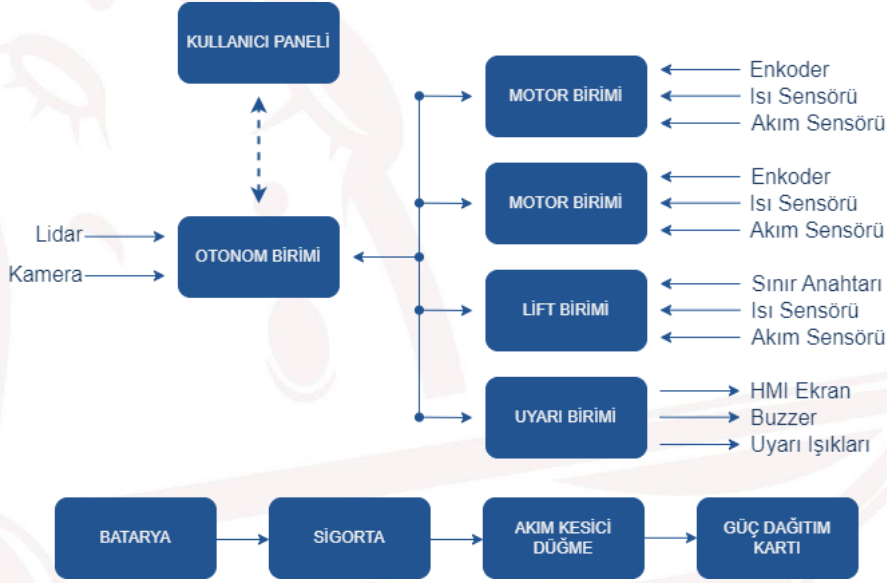 KULLANICI PANELİ
MOTOR BİRİMİ
Enkoder
Isı Sensörü
Akım Sensörü
MOTOR BİRİMİ
Enkoder
Isı Sensörü
Akım Sensörü
Lidar
Kamera
OTONOM BİRİMİ
LİFT BİRİMİ
Sınır Anahtarı
Isı Sensörü
Akım Sensörü
UYARI BİRİMİ
HMI Ekran
Buzzer
Uyarı Işıkları
BATARYA
SİGORTA
AKIM KESİCİ
DÜĞME
GÜÇ DAĞITIM
KARTI